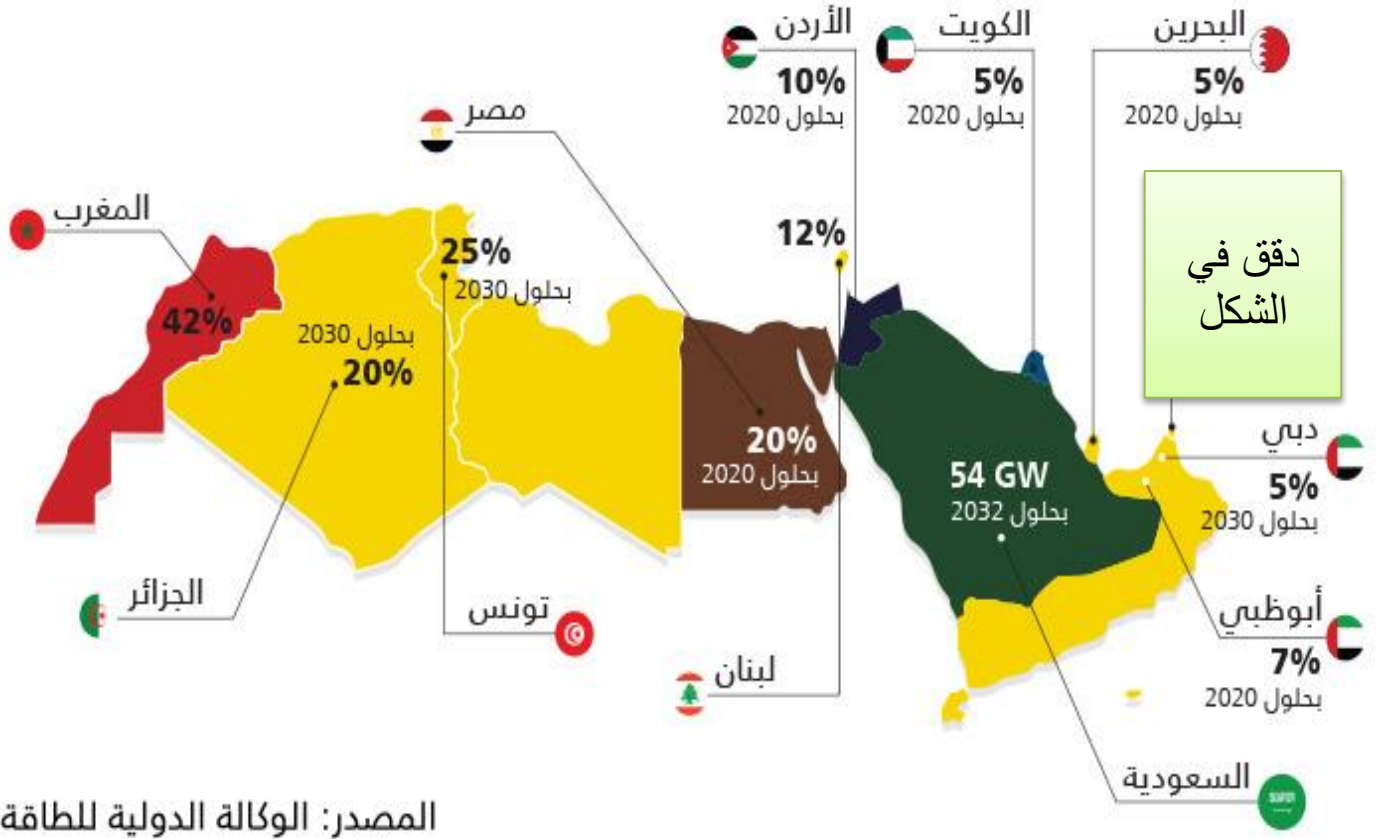 الأردن
10%
بحلول 2020
الكويت
5%
بحلول 2020
البحرين
5%
بحلول 2020
مصر
20%
بحلول 2020
المغرب
42%
25%
بحلول 2030
بحلول 2030
20%
12%
دقق في
الشكل
54 GW
بحلول 2032
دبي
5%
بحلول 2030
أبوظبي
7%
بحلول 2020
الجزائر
تونس
لبنان
السعودية
المصدر: الوكالة الدولية للطاقة